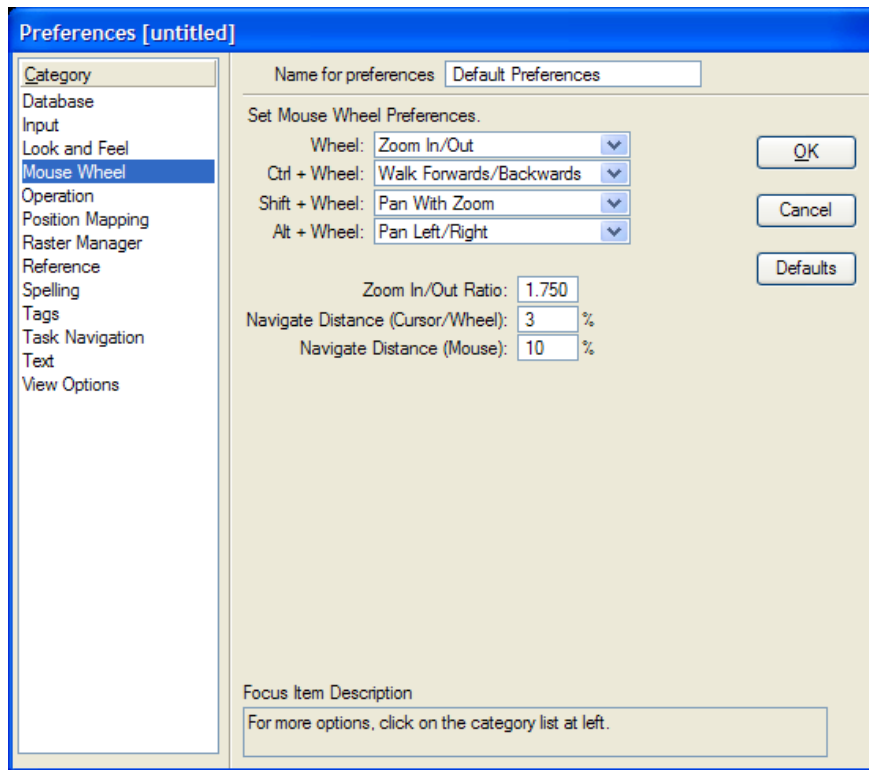 Preferences [untitled]
Category
Database
Input
Look and Feel
Mouse Wheel
Operation
Position Mapping
Raster Manager
Reference
Spelling
Tags
Task Navigation
Text
View Options
Name for preferences Default Preferences
Set Mouse Wheel Preferences.
Wheel: Zoom In/Out
Ctrl + Wheel: Walk Forwards/Backwards
Shift + Wheel: Pan With Zoom
Alt + Wheel: Pan Left/Right
Zoom In/Out Ratio: 1.750
Navigate Distance (Cursor/Wheel): 3 %
Navigate Distance (Mouse): 10 %
OK
Cancel
Defaults
Focus Item Description
For more options, click on the category list at left.